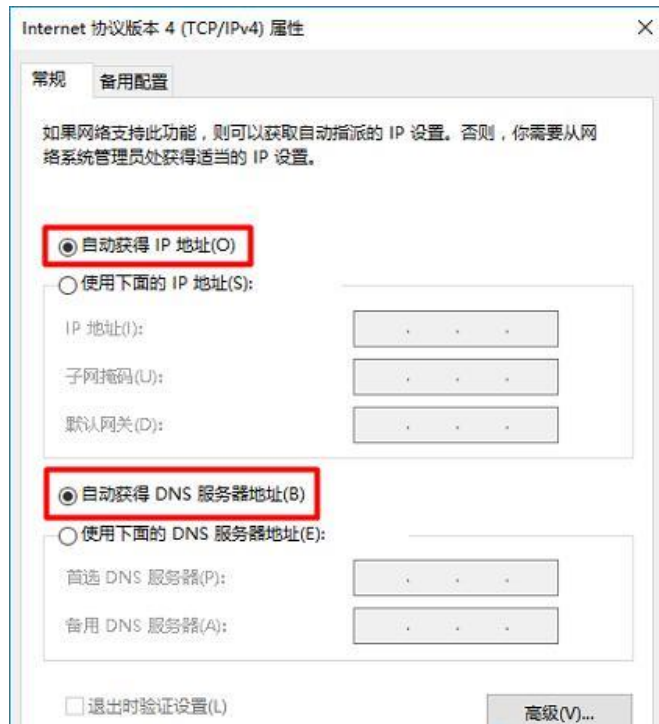 Internet 协议版本 4 (TCP/IPv4) 属性
常规
备用配置
如果网络支持此功能，则可以获取自动指派的 IP 设置。否则，你需要从网
络系统管理员处获得适当的 IP 设置。
自动获得 IP 地址(O)
使用下面的 IP 地址(S):
IP 地址(I):
子网掩码(U):
默认网关(D):
自动获得 DNS 服务器地址(B)
使用下面的 DNS 服务器地址(E):
首选 DNS 服务器(P):
备用 DNS 服务器(A):
退出时验证设置(L)
高级(V)...